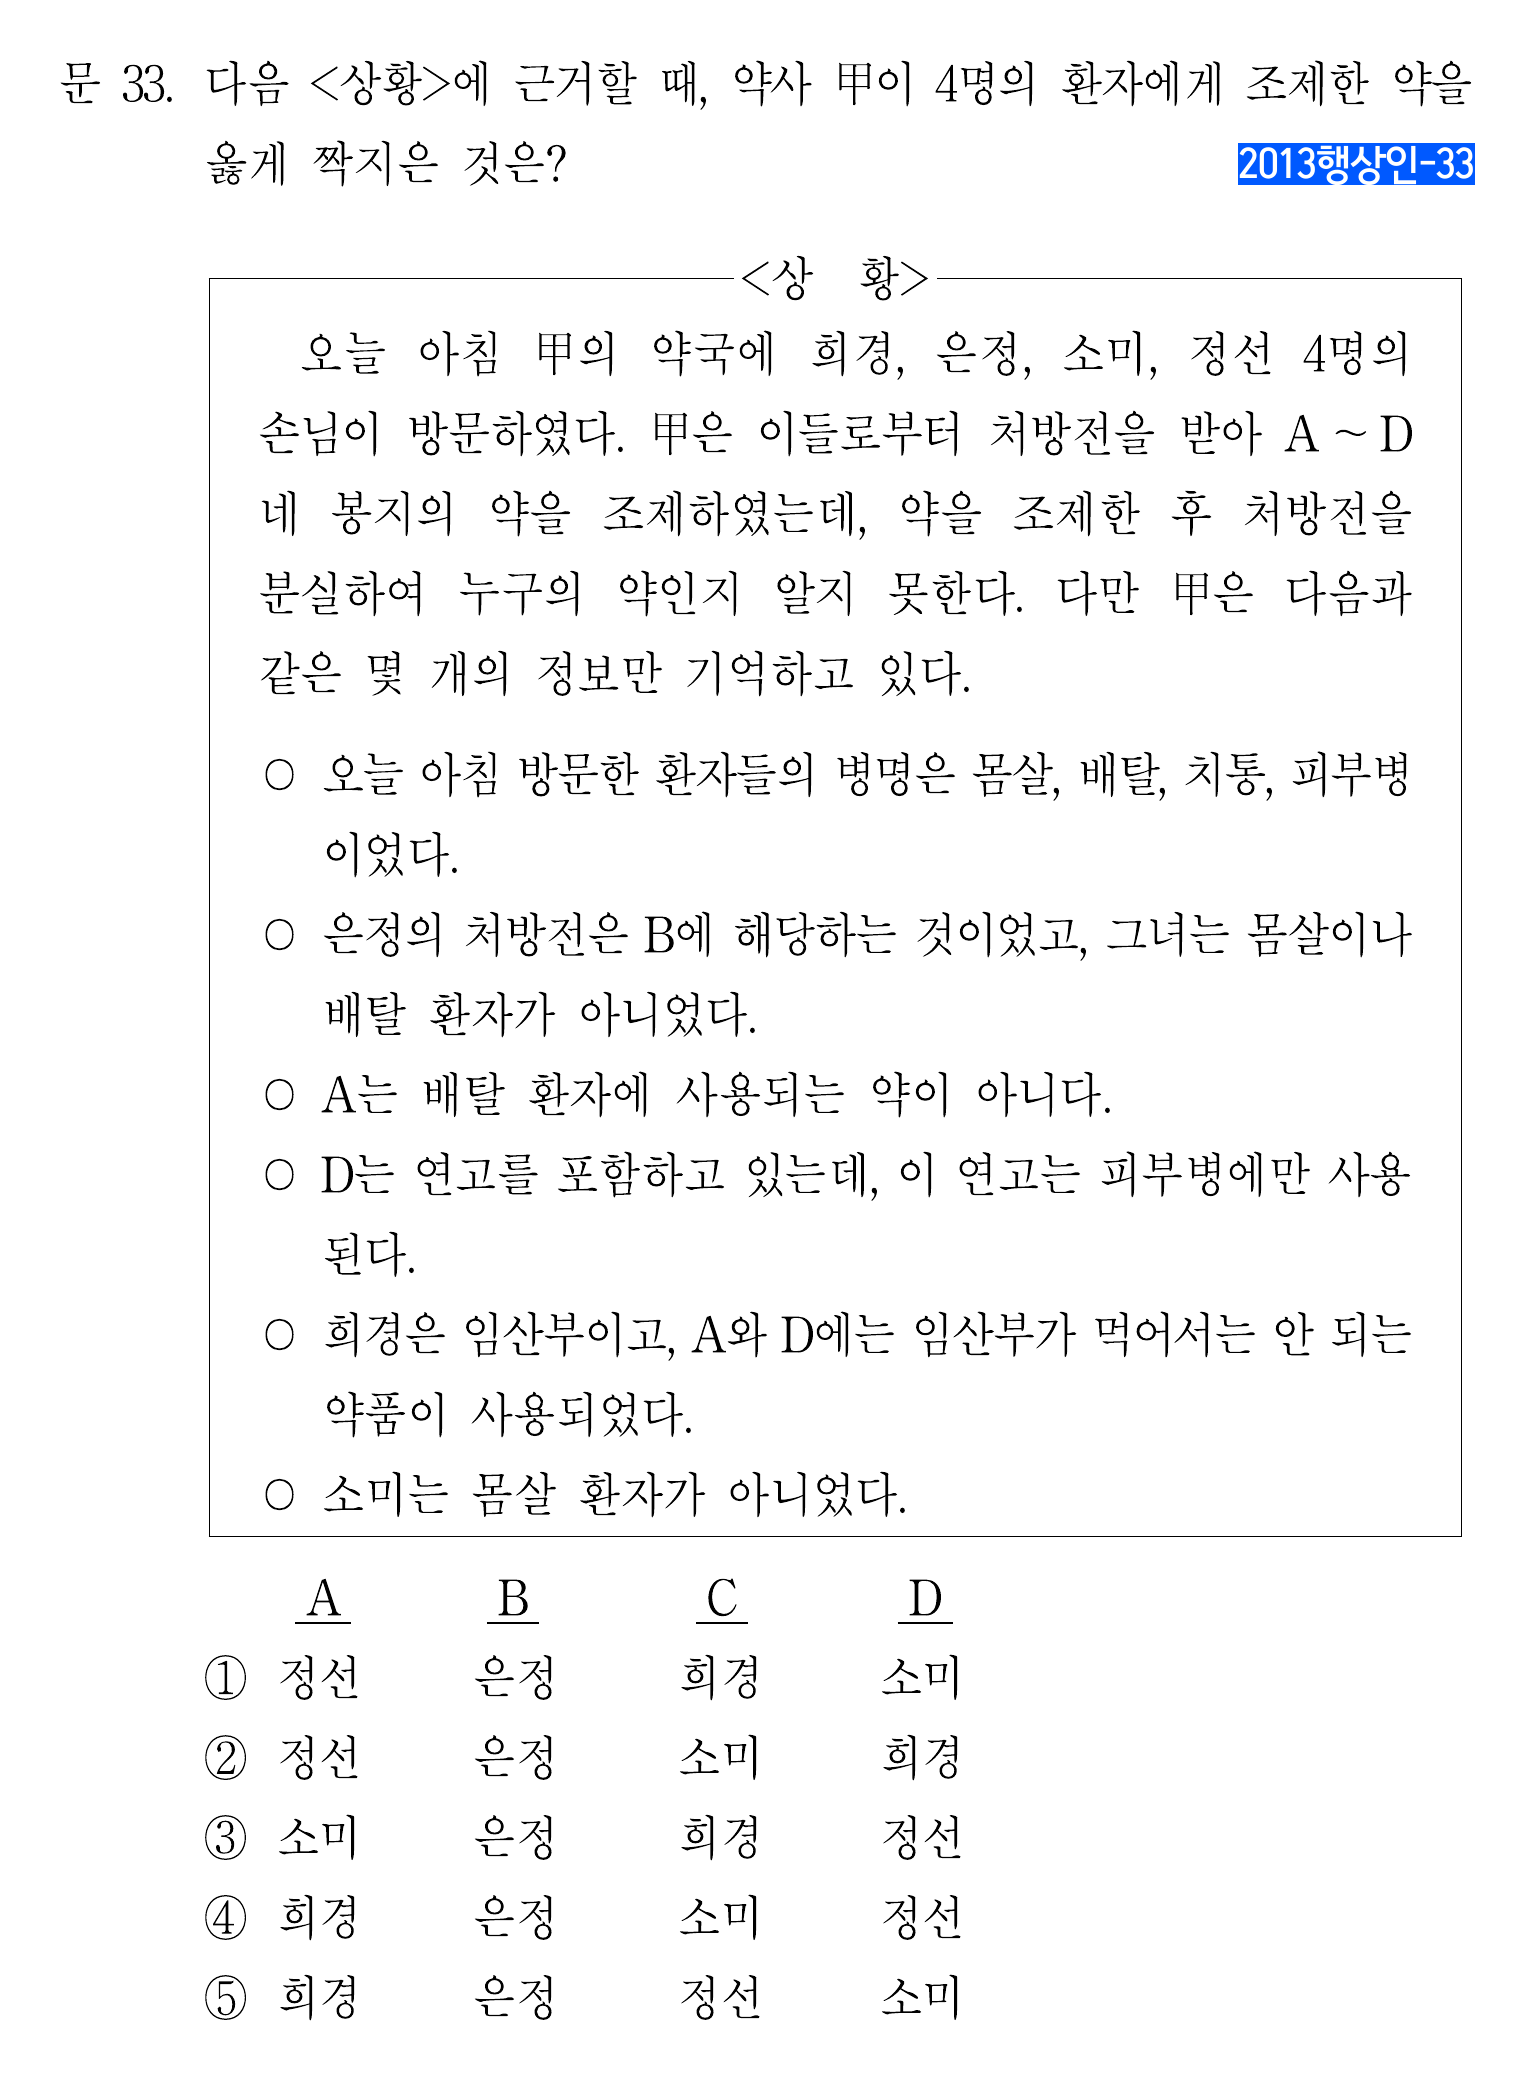 문 33. 다음 <상황>에 근거할 때, 약사 甲이 4명의 환자에게 조제한 약을
옳게 짝지은 것은?
2013행상인-33
<상 황>
오늘 아침 甲의 약국에 희경, 은정, 소미, 정선 4명의
손님이 방문하였다. 甲은 이들로부터 처방전을 받아 A ~ D
네 봉지의 약을 조제하였는데, 약을 조제한 후 처방전을
분실하여 누구의 약인지 알지 못한다. 다만 甲은 다음과
같은 몇 개의 정보만 기억하고 있다.
○ 오늘 아침 방문한 환자들의 병명은 몸살, 배탈, 치통, 피부병
이었다.
○ 은정의 처방전은 B에 해당하는 것이었고, 그녀는 몸살이나
배탈 환자가 아니었다.
○ A는 배탈 환자에 사용되는 약이 아니다.
○ D는 연고를 포함하고 있는데, 이 연고는 피부병에만 사용
된다.
○ 희경은 임산부이고, A와 D에는 임산부가 먹어서는 안 되는
약품이 사용되었다.
○ 소미는 몸살 환자가 아니었다.
A B C D
① 정선 은정 희경 소미
② 정선 은정 소미 희경
③ 소미 은정 희경 정선
④ 희경 은정 소미 정선
⑤ 희경 은정 정선 소미